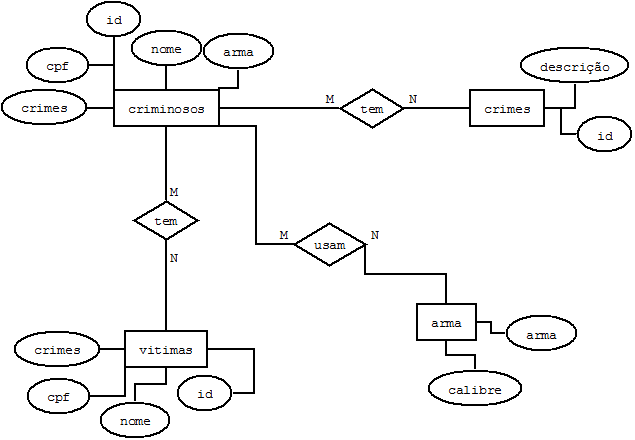 id
nome
arma
cpf
descrição
crimes
criminosos
M
tem
N
crimes
id
M
tem
N
M
usam
N
arma
arma
crimes
vitimas
calibre
cpf
nome
id